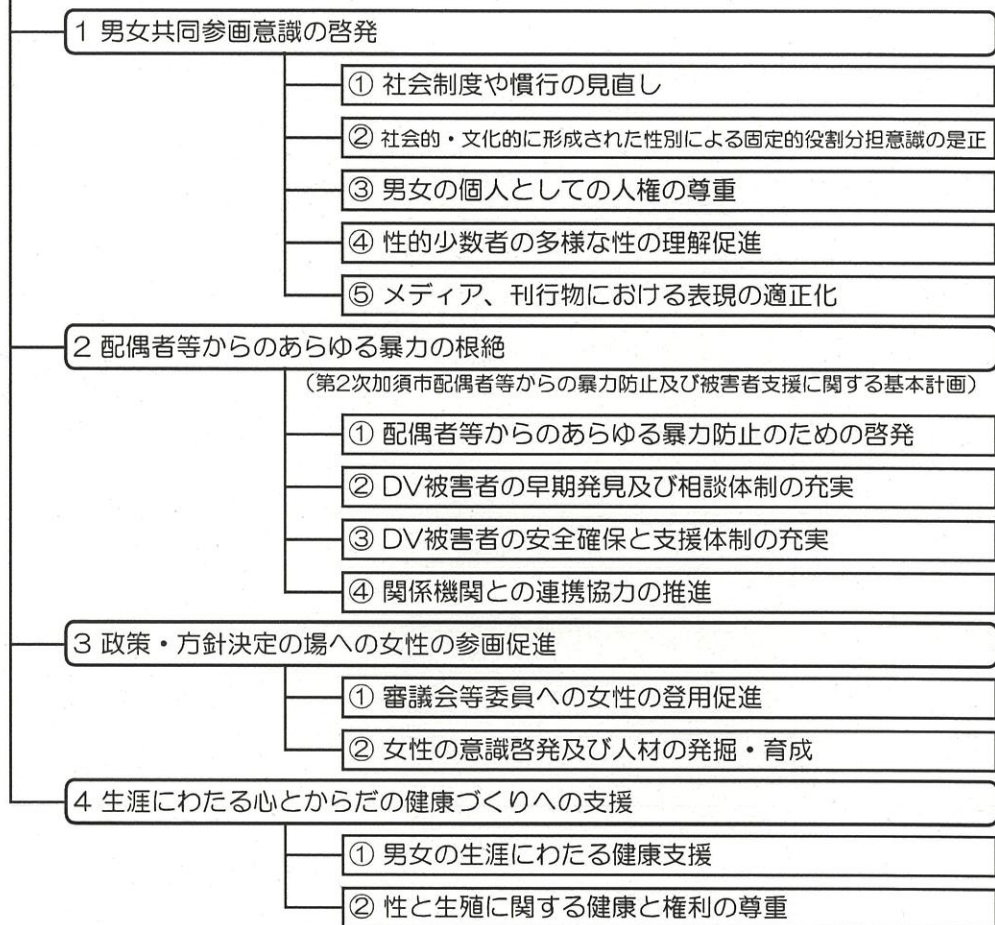 1 男女共同参画意識の啓発
① 社会制度や慣行の見直し
② 社会的・文化的に形成された性別による固定的役割分担意識の是正
③ 男女の個人としての人権の尊重
④ 性的少数者の多様な性の理解促進
⑤ メディア、刊行物における表現の適正化
2 配偶者等からのあらゆる暴力の根絶
（第2次加須市配偶者等からの暴力防止及び被害者支援に関する基本計画）
① 配偶者等からのあらゆる暴力防止のための啓発
② DV被害者の早期発見及び相談体制の充実
③ DV被害者の安全確保と支援体制の充実
④ 関係機関との連携協力の推進
3 政策・方針決定の場への女性の参画促進
① 審議会等委員への女性の登用促進
② 女性の意識啓発及び人材の発掘・育成
4 生涯にわたる心とからだの健康づくりへの支援
① 男女の生涯にわたる健康支援
② 性と生殖に関する健康と権利の尊重